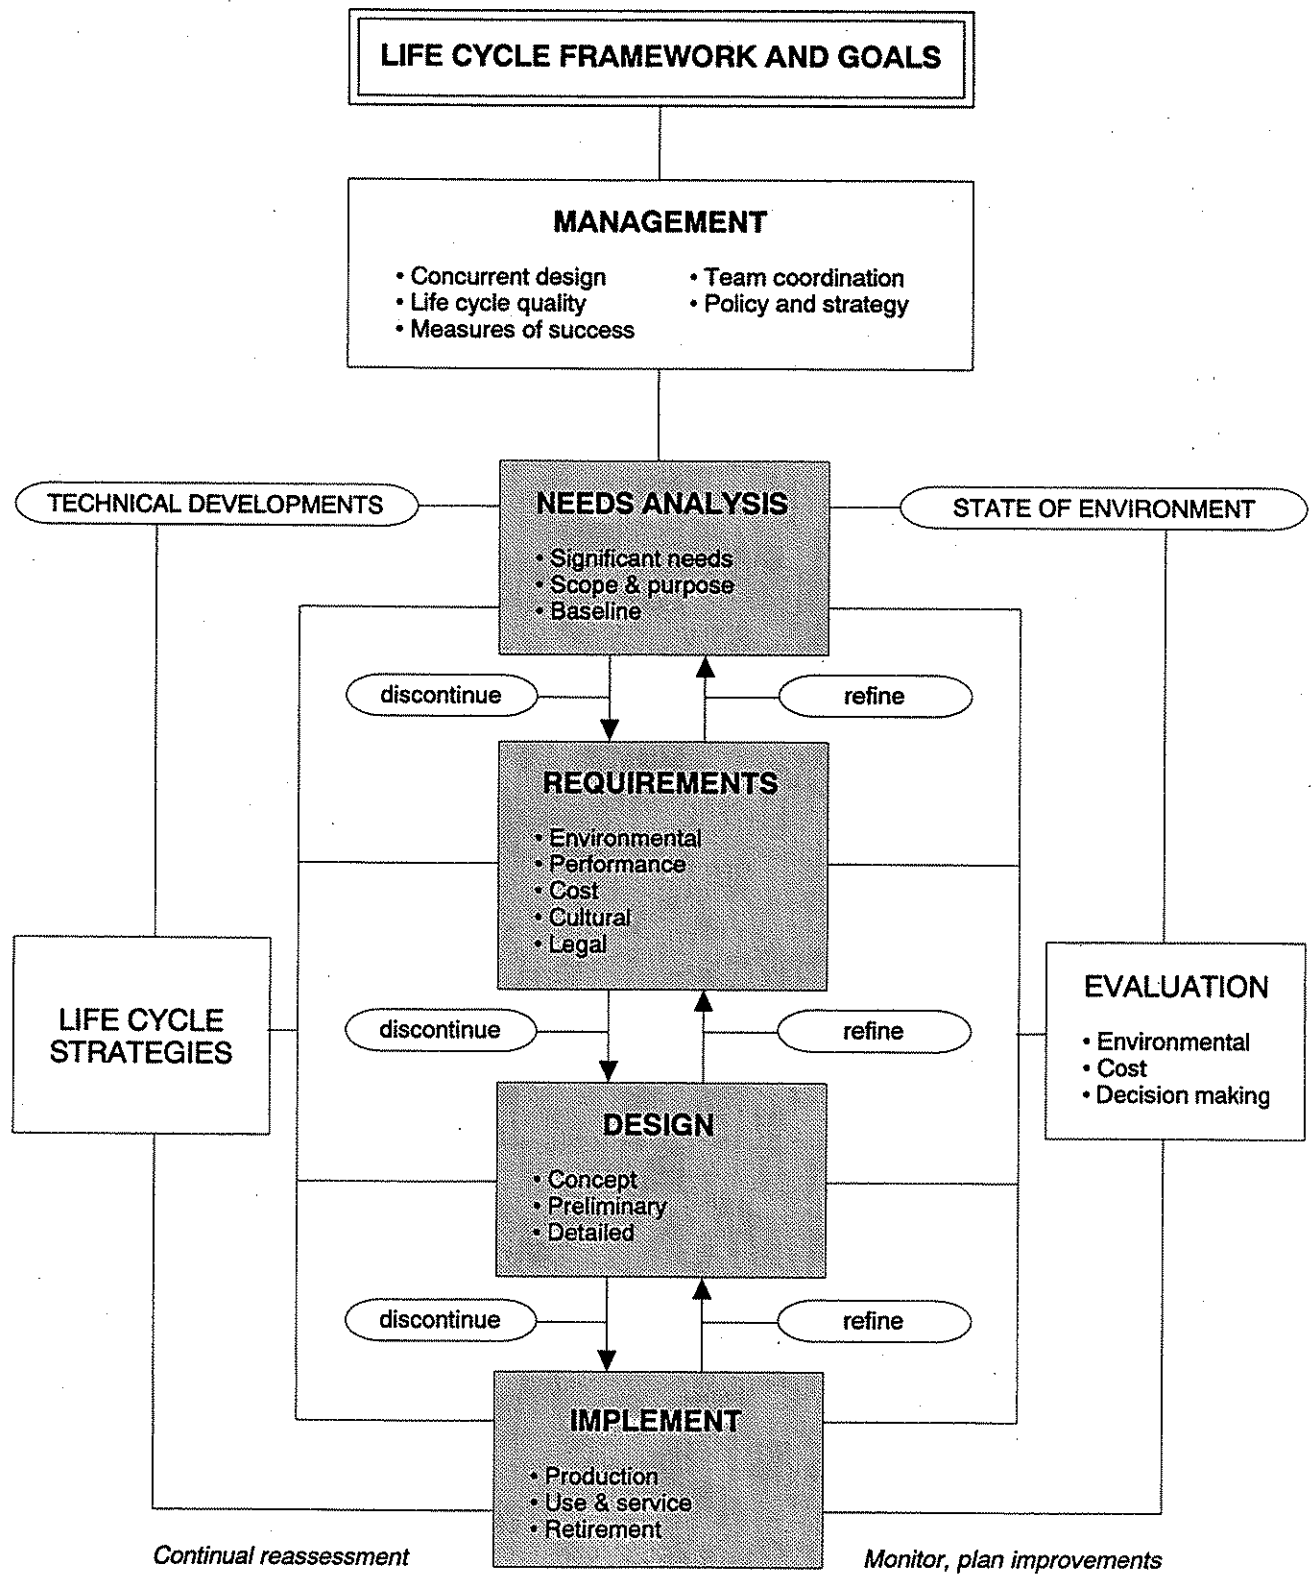 LIFE CYCLE FRAMEWORK AND GOALS
MANAGEMENT
• Concurrent design
• Life cycle quality
• Measures of success
• Team coordination
• Policy and strategy
TECHNICAL DEVELOPMENTS
NEEDS ANALYSIS
• Significant needs
• Scope & purpose
• Baseline
STATE OF ENVIRONMENT
discontinue
refine
REQUIREMENTS
• Environmental
• Performance
• Cost
• Cultural
• Legal
LIFE CYCLE
STRATEGIES
EVALUATION
• Environmental
• Cost
• Decision making
discontinue
refine
DESIGN
• Concept
• Preliminary
• Detailed
discontinue
refine
IMPLEMENT
• Production
• Use & service
• Retirement
Continual reassessment
Monitor, plan improvements